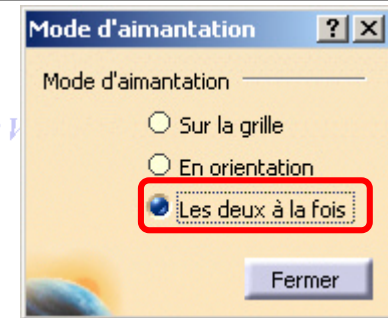 Mode d'aimantation
Mode d'aimantation
Sur la grille
En orientation
Les deux à la fois
Fermer